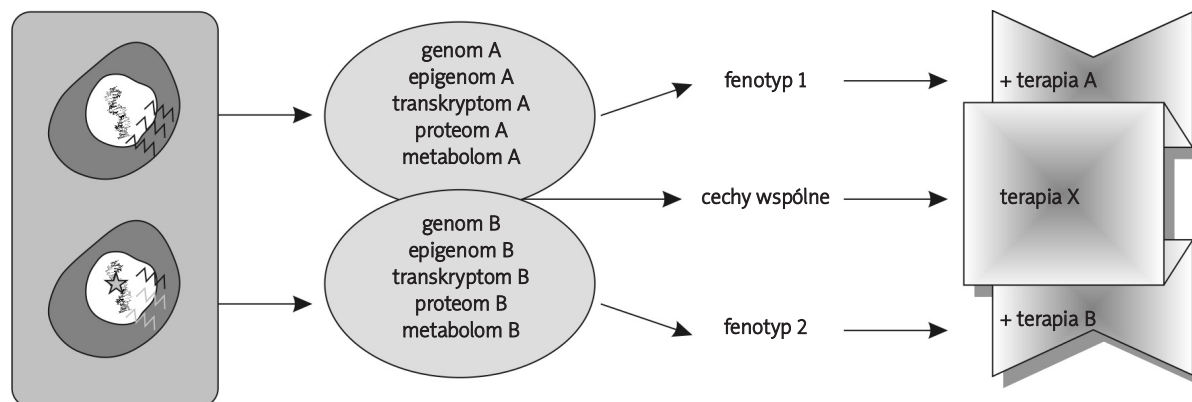 genom A
epigenom A
transkryptom A
proteom A
metabolom A
genom B
epigenom B
transkryptom B
proteom B
metabolom B
fenotyp 1
cechy wspólne
fenotyp 2
+ terapia A
terapia X
+ terapia B